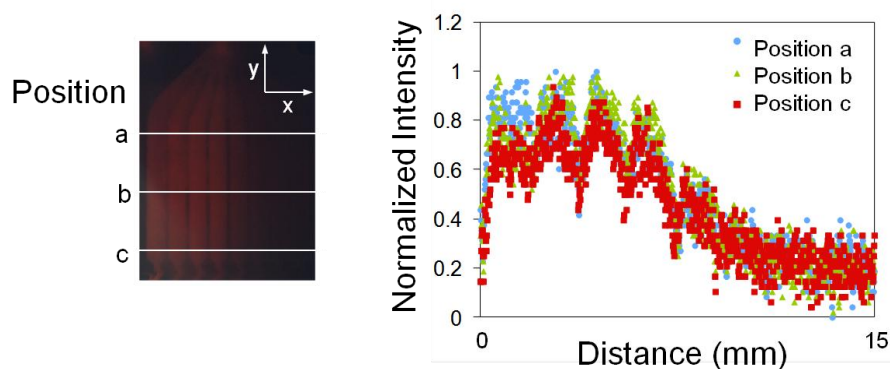 Position
a
b
c
y
x
Normalized Intensity
1.2
1
0.8
0.6
0.4
0.2
0
0
15
Distance (mm)
Position a
Position b
Position c